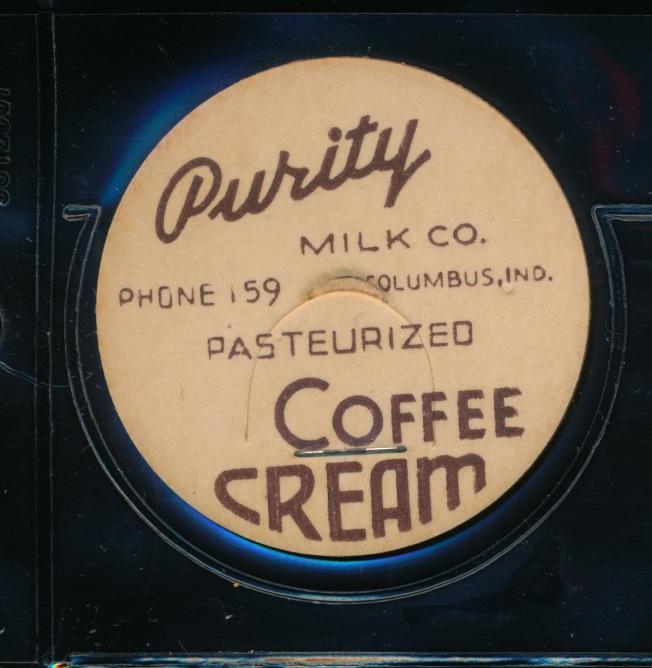 Purity
MILK CO.
PHONE 159 COLUMBUS, IND.
PASTEURIZED
COFFEE
CREAM